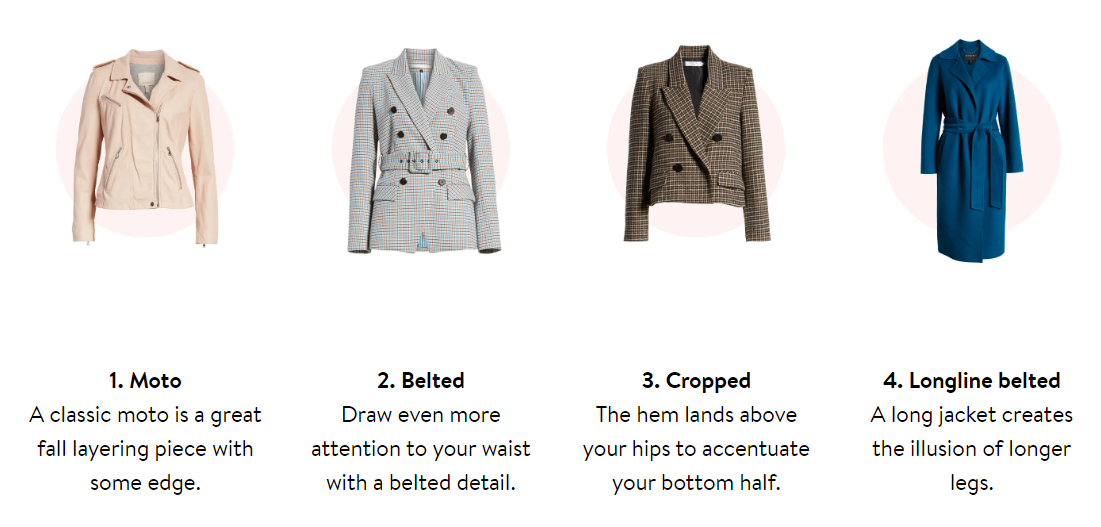 1. Moto
A classic moto is a great
fall layering piece with
some edge.
2. Belted
Draw even more
attention to your waist
with a belted detail.
3. Cropped
The hem lands above
your hips to accentuate
your bottom half.
4. Longline belted
A long jacket creates
the illusion of longer
legs.